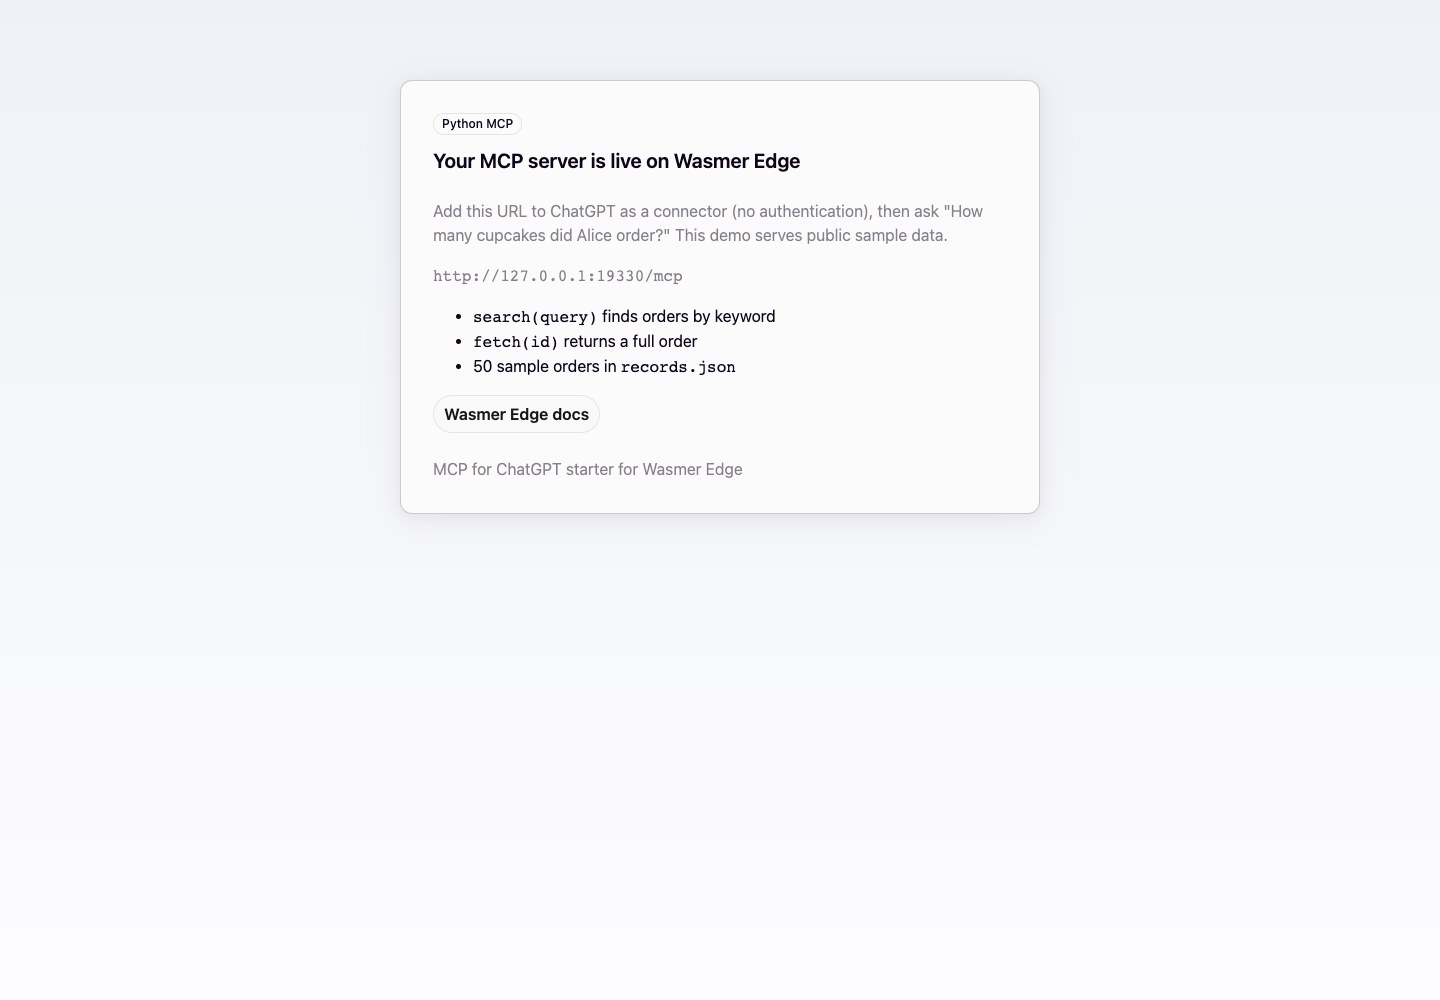 Python MCP
Your MCP server is live on Wasmer Edge
Add this URL to ChatGPT as a connector (no authentication), then ask "How
many cupcakes did Alice order?" This demo serves public sample data.
http://127.0.0.1:19330/mcp
• search(query) finds orders by keyword
• fetch(id) returns a full order
• 50 sample orders in records.json
Wasmer Edge docs
MCP for ChatGPT starter for Wasmer Edge